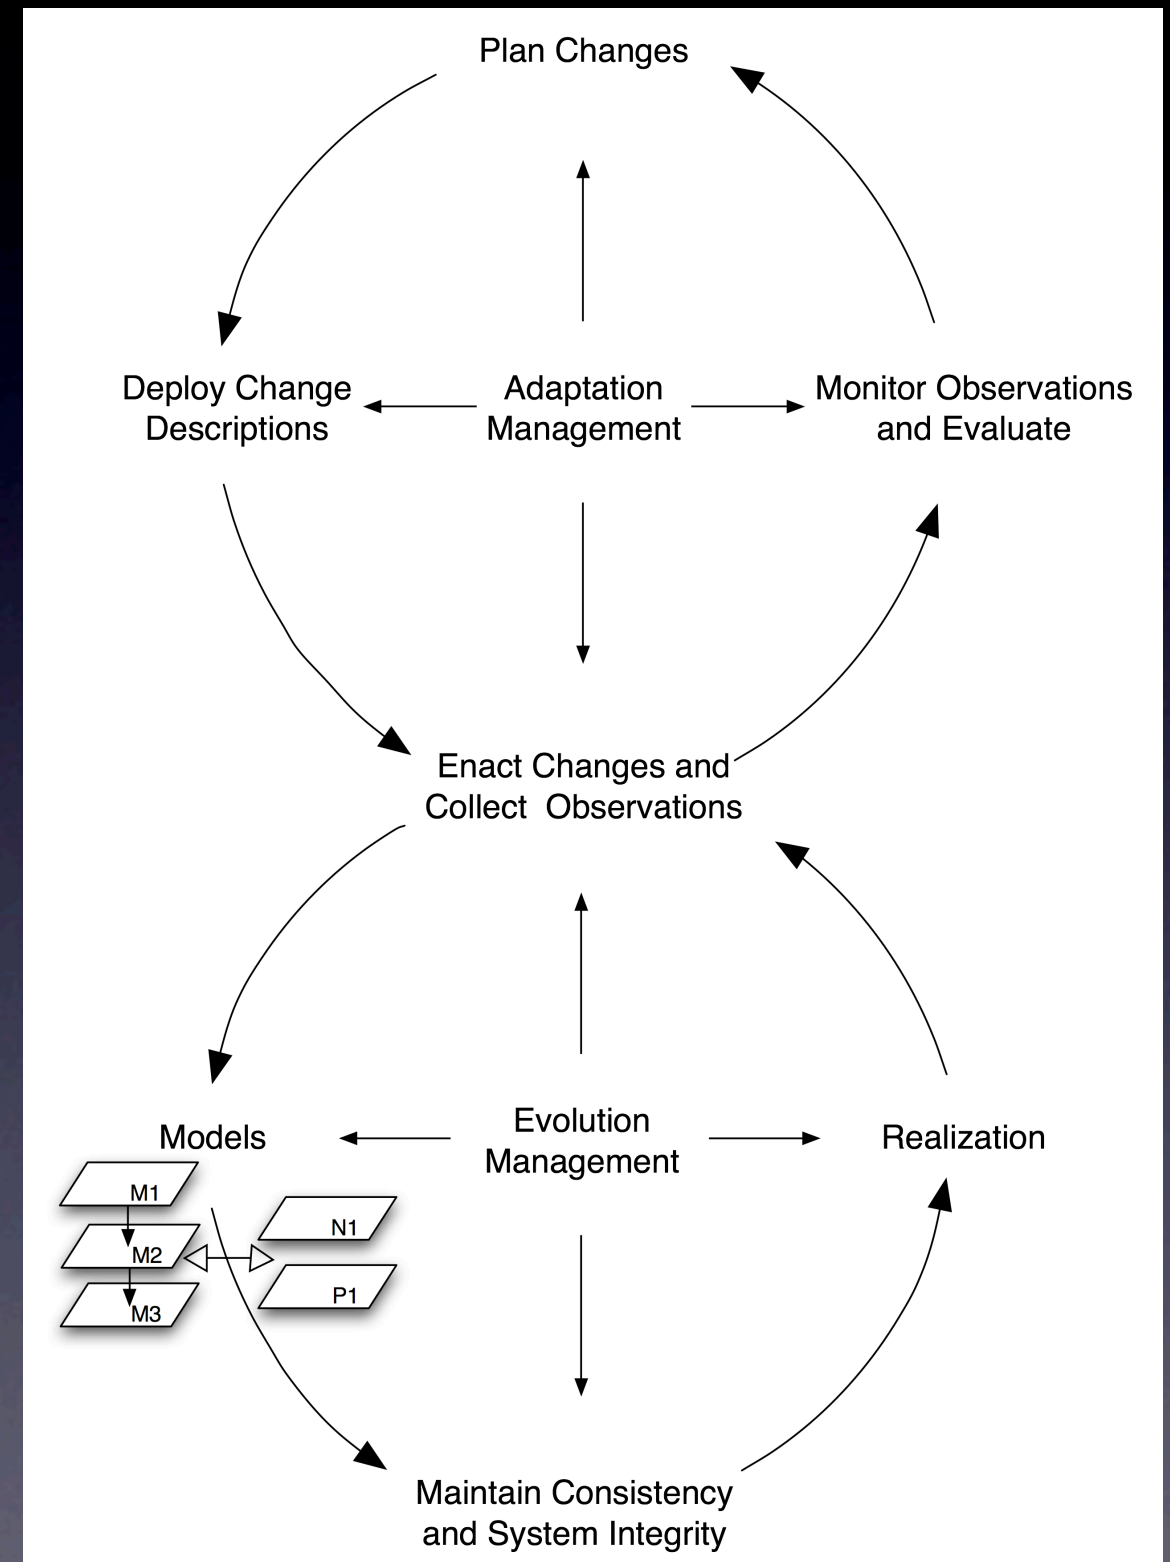 Plan Changes
Deploy Change
Descriptions
Adaptation
Management
Monitor Observations
and Evaluate
Enact Changes and
Collect Observations
Models
Evolution
Management
Realization
M1
M2
M3
N1
P1
Maintain Consistency
and System Integrity